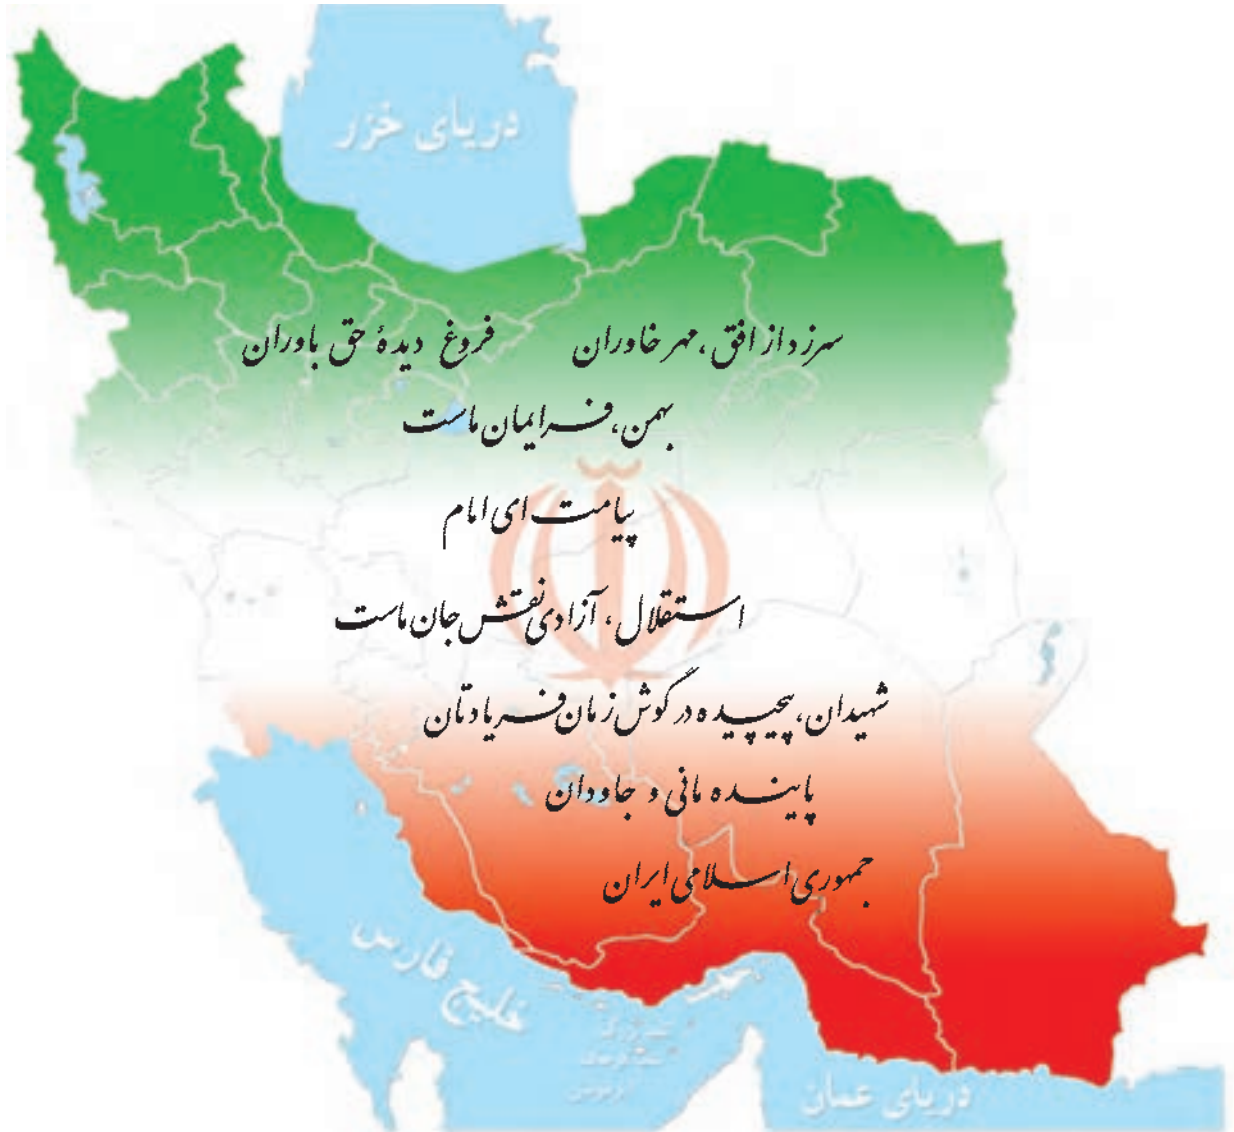 دریای خزر
سرزد از افق، مهر خاوران فروغ دیدهٔ حق باوران
بهمن، فر ایمان ماست
پیامت ای امام
استقلال، آزادی نقش جان ماست
شهیدان، پیچیده در گوش زمان فریادتان
پاینده مانی و جاودان
جمهوری اسلامی ایران
خلیج فارس
دریای عمان